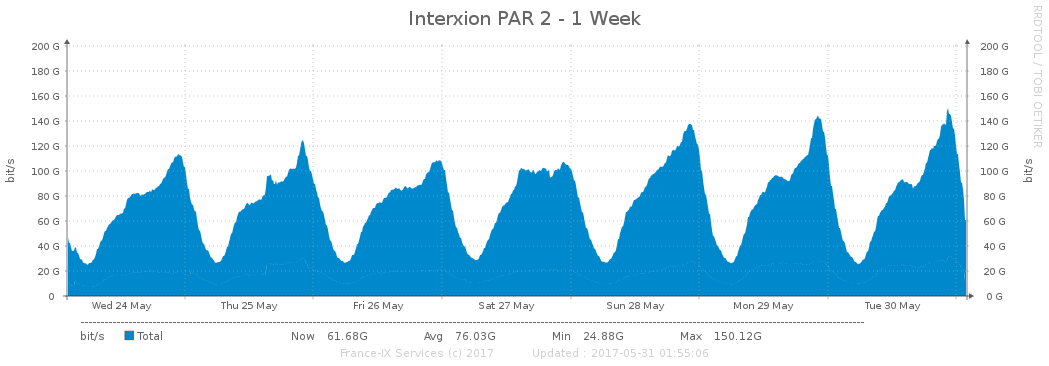 Interxion PAR 2 - 1 Week
RRDTOOL / TOBI OETIKER
bit/s
200 G 200 G
180 G 180 G
160 G 160 G
140 G 140 G
120 G 120 G
100 G 100 G
80 G 80 G
60 G 60 G
40 G 40 G
20 G 20 G
0 0 G
bit/s
Wed 24 May Thu 25 May Fri 26 May Sat 27 May Sun 28 May Mon 29 May Tue 30 May
bit/s Total Now 61.68G Avg 76.03G Min 24.88G Max 150.12G
France-IX Services (c) 2017 Updated : 2017-05-31 01:55:06